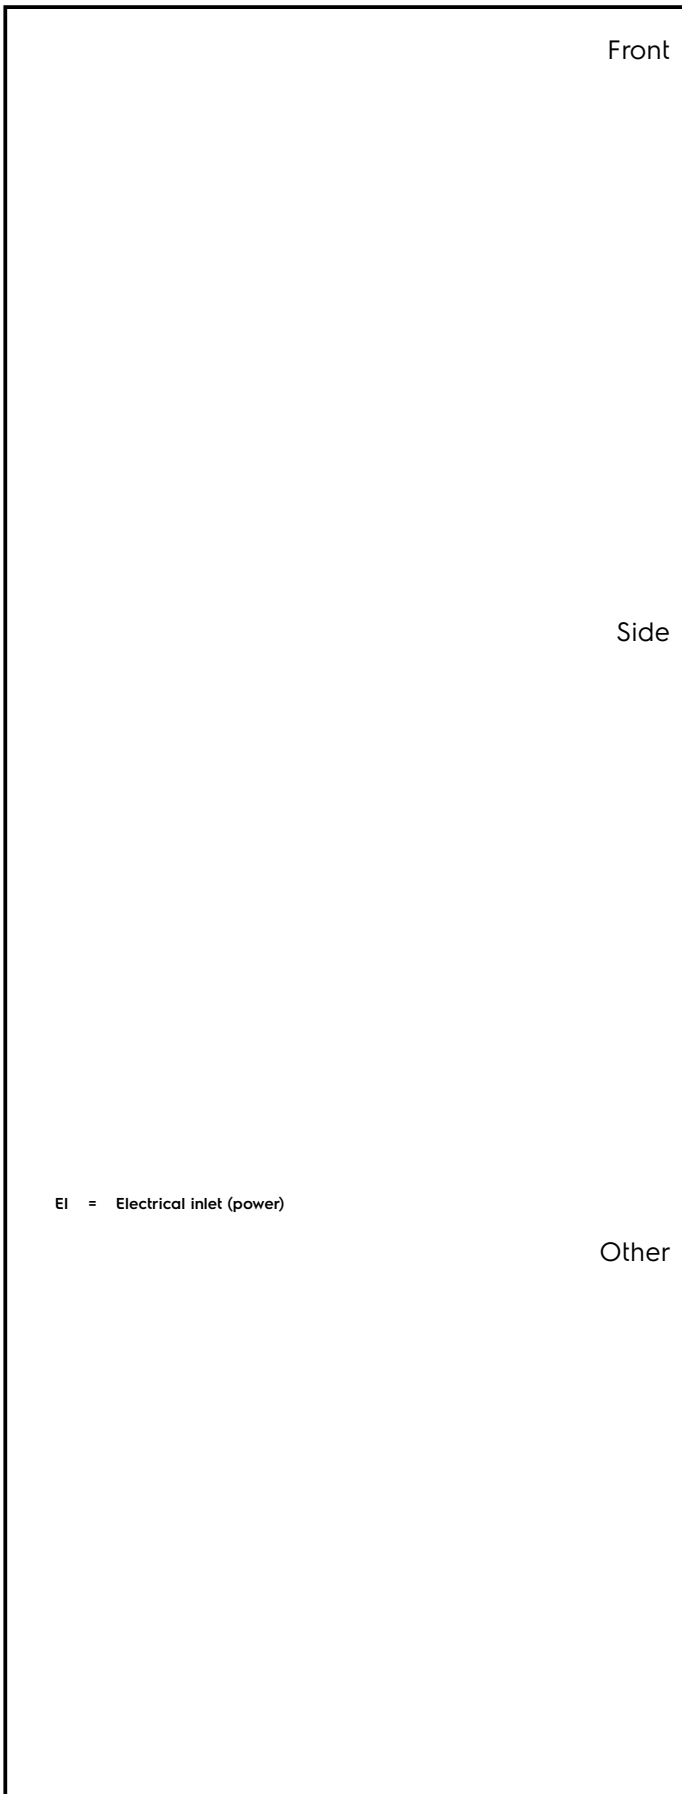 Front
Side
EI = Electrical inlet (power)
Other